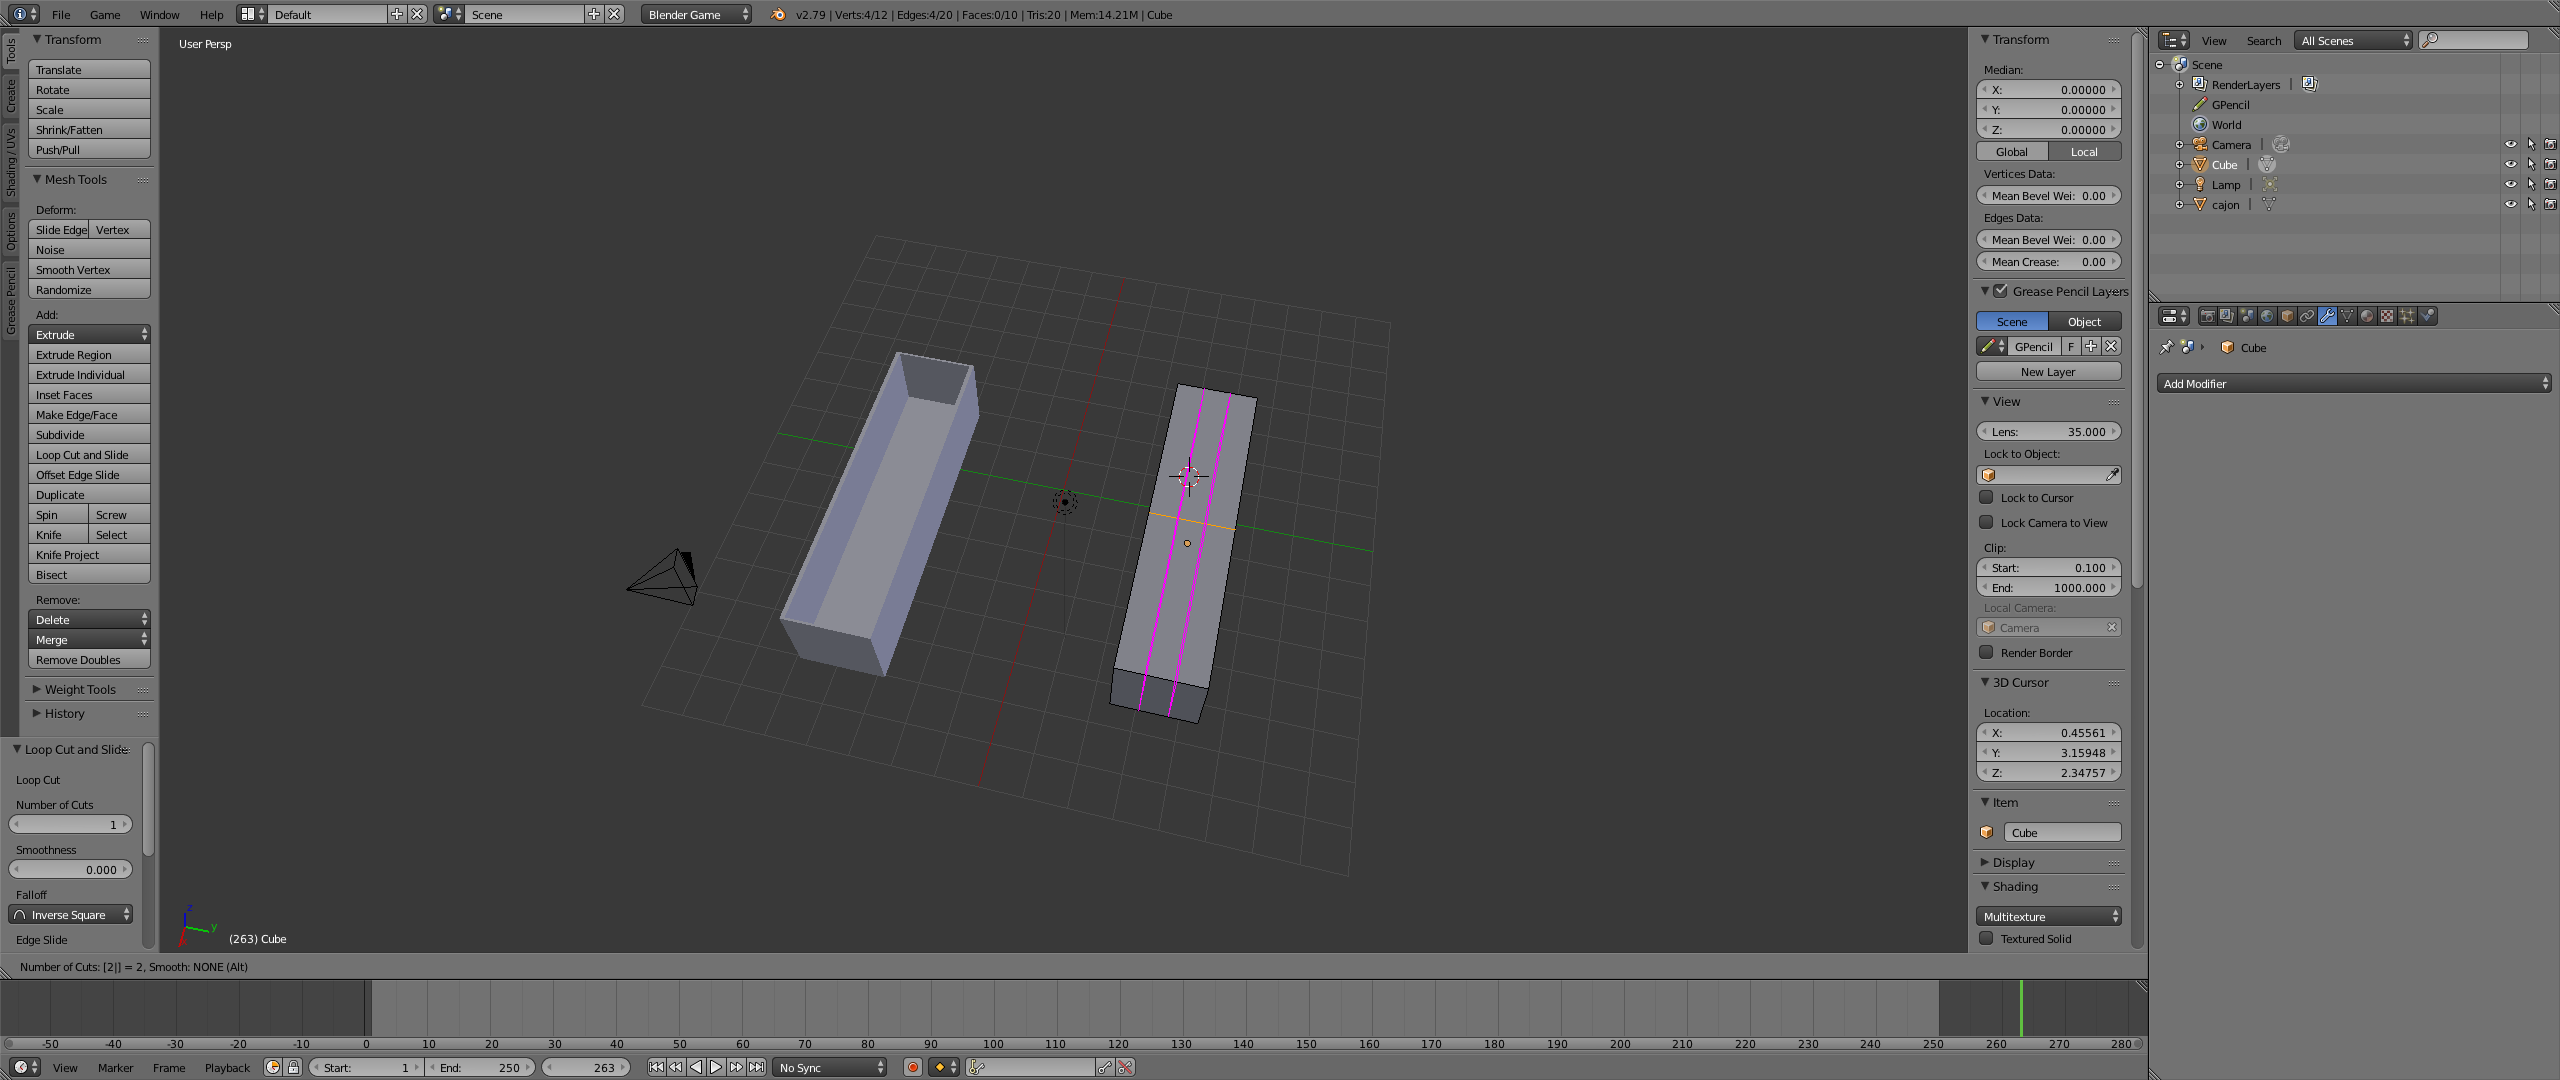 File Game Window Help Default Scene Blender Game v2.79 | Verts:4/12 | Edges:4/20 | Faces:0/10 | Tris:20 | Mem:14.21M | Cube
Tools
Create
Shading / UVs
Options
Grease Pencil
Transform
Translate
Rotate
Scale
Shrink/Fatten
Push/Pull
Mesh Tools
Deform:
Slide Edge Vertex
Noise
Smooth Vertex
Randomize
Add:
Extrude
Extrude Region
Extrude Individual
Inset Faces
Make Edge/Face
Subdivide
Loop Cut and Slide
Offset Edge Slide
Duplicate
Spin Screw
Knife Select
Knife Project
Bisect
Remove:
Delete
Merge
Remove Doubles
Weight Tools
History
Loop Cut and Slide
Loop Cut
Number of Cuts
1
Smoothness
0.000
Falloff
Inverse Square
Edge Slide
User Persp
z
y
(263) Cube
Number of Cuts: [2|] = 2, Smooth: NONE (Alt)
Transform
Median:
X: 0.00000
Y: 0.00000
Z: 0.00000
Global Local
Vertices Data:
Mean Bevel Wei: 0.00
Edges Data:
Mean Bevel Wei: 0.00
Mean Crease: 0.00
Grease Pencil Layers
Scene Object
GPencil F
New Layer
View
Lens: 35.000
Lock to Object:
Lock to Cursor
Lock Camera to View
Clip:
Start: 0.100
End: 1000.000
Local Camera:
Camera
Render Border
3D Cursor
Location:
X: 0.45561
Y: 3.15948
Z: 2.34757
Item
Cube
Display
Shading
Multitexture
Textured Solid
View Search All Scenes
Scene
RenderLayers |
GPencil
World
Camera |
Cube |
Lamp |
cajon |
Cube
Add Modifier
-50 -40 -30 -20 -10 0 10 20 30 40 50 60 70 80 90 100 110 120 130 140 150 160 170 180 190 200 210 220 230 240 250 260 270 280
View Marker Frame Playback Start: 1 End: 250 263 No Sync